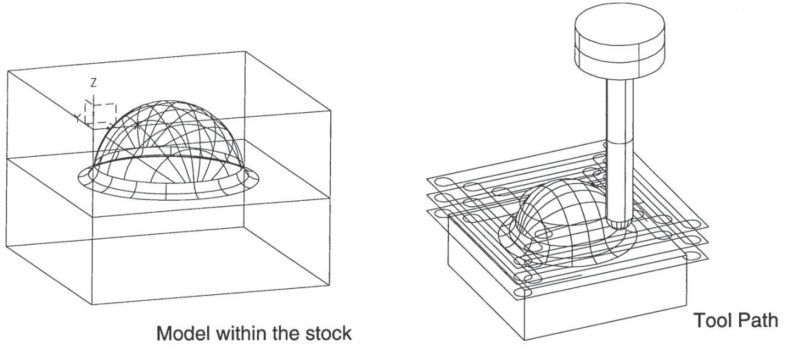 Z
Model within the stock
Tool Path